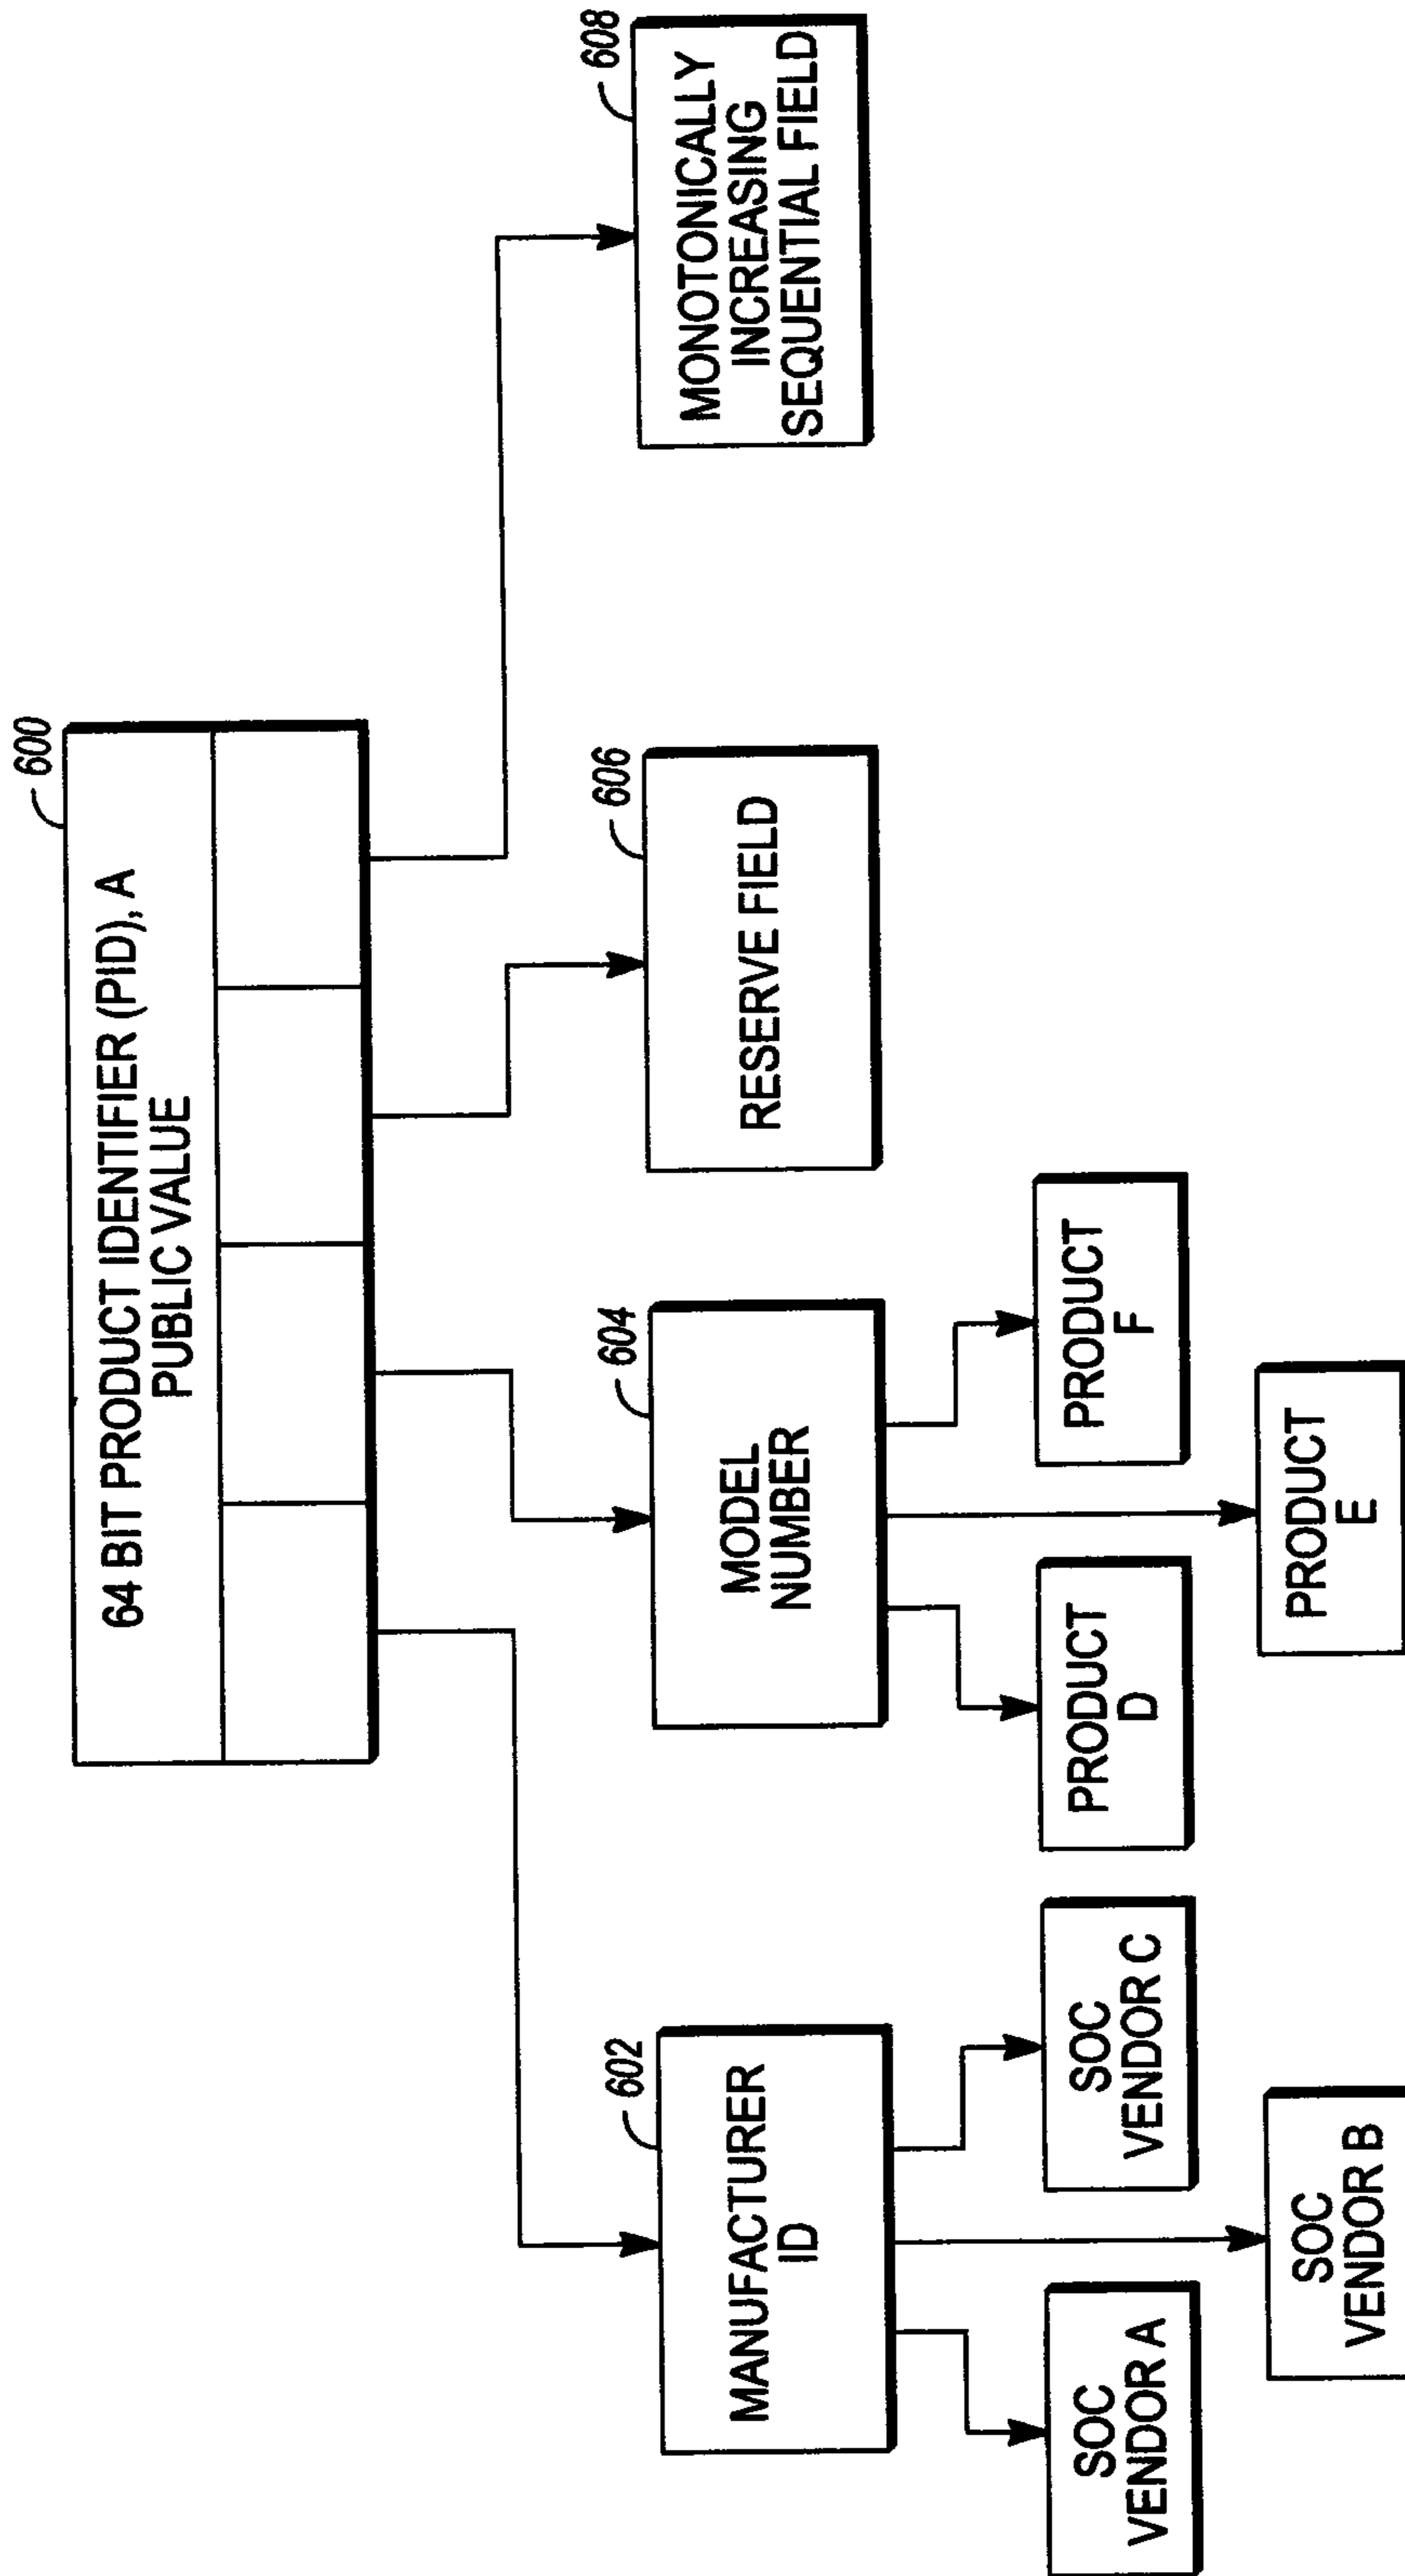 600
64 BIT PRODUCT IDENTIFIER (PID), A
PUBLIC VALUE
602
MANUFACTURER
ID
604
MODEL
NUMBER
606
RESERVE FIELD
608
MONOTONICALLY
INCREASING
SEQUENTIAL FIELD
SOC
VENDOR A
SOC
VENDOR B
SOC
VENDOR C
PRODUCT
D
PRODUCT
E
PRODUCT
F